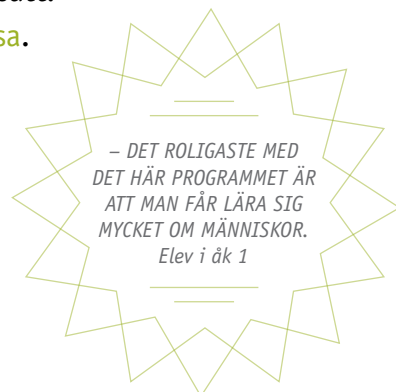 sa.
– DET ROLIGASTE MED
DET HÄR PROGRAMMET ÄR
ATT MAN FÅR LÄRA SIG
MYCKET OM MÄNNISKOR.
Elev i åk 1